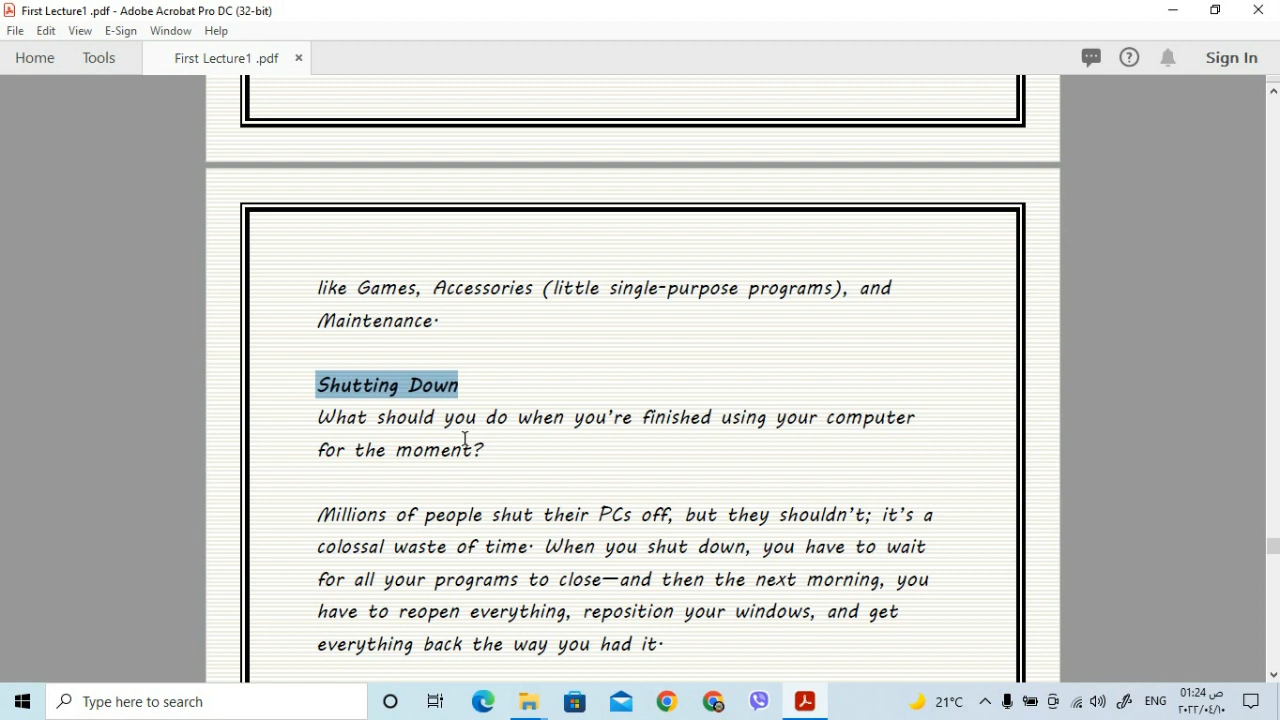 First Lecture1 .pdf - Adobe Acrobat Pro DC (32-bit)
File Edit View E-Sign Window Help
Home Tools First Lecture1 .pdf × Sign In
like Games, Accessories (little single-purpose programs), and
Maintenance.
Shutting Down
What should you do when you're finished using your computer
for the moment?
Millions of people shut their PCs off, but they shouldn't; it's a
colossal waste of time. When you shut down, you have to wait
for all your programs to close—and then the next morning, you
have to reopen everything, reposition your windows, and get
everything back the way you had it.
Type here to search
21°C
ENG
01:24 ص
٢٠٢٢/٠٤/١٠